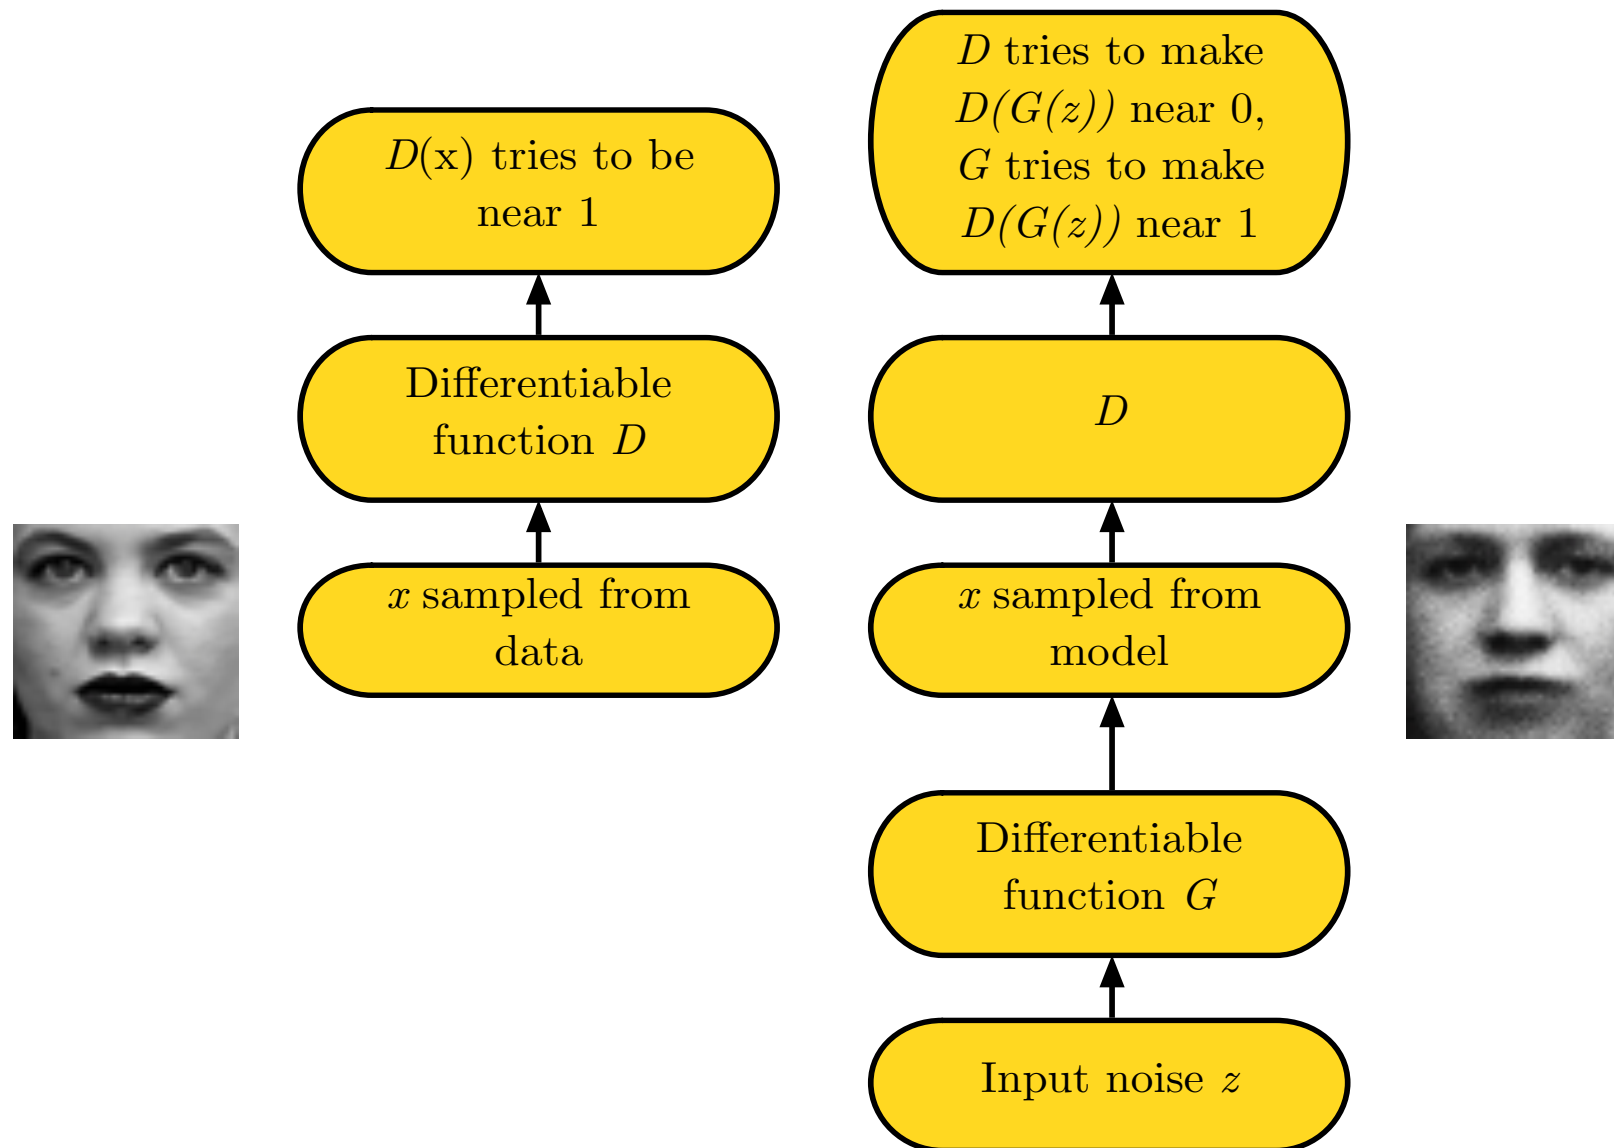 D(x) tries to be
near 1
Differentiable
function D
x sampled from
data
D tries to make
D(G(z)) near 0,
G tries to make
D(G(z)) near 1
D
x sampled from
model
Differentiable
function G
Input noise z